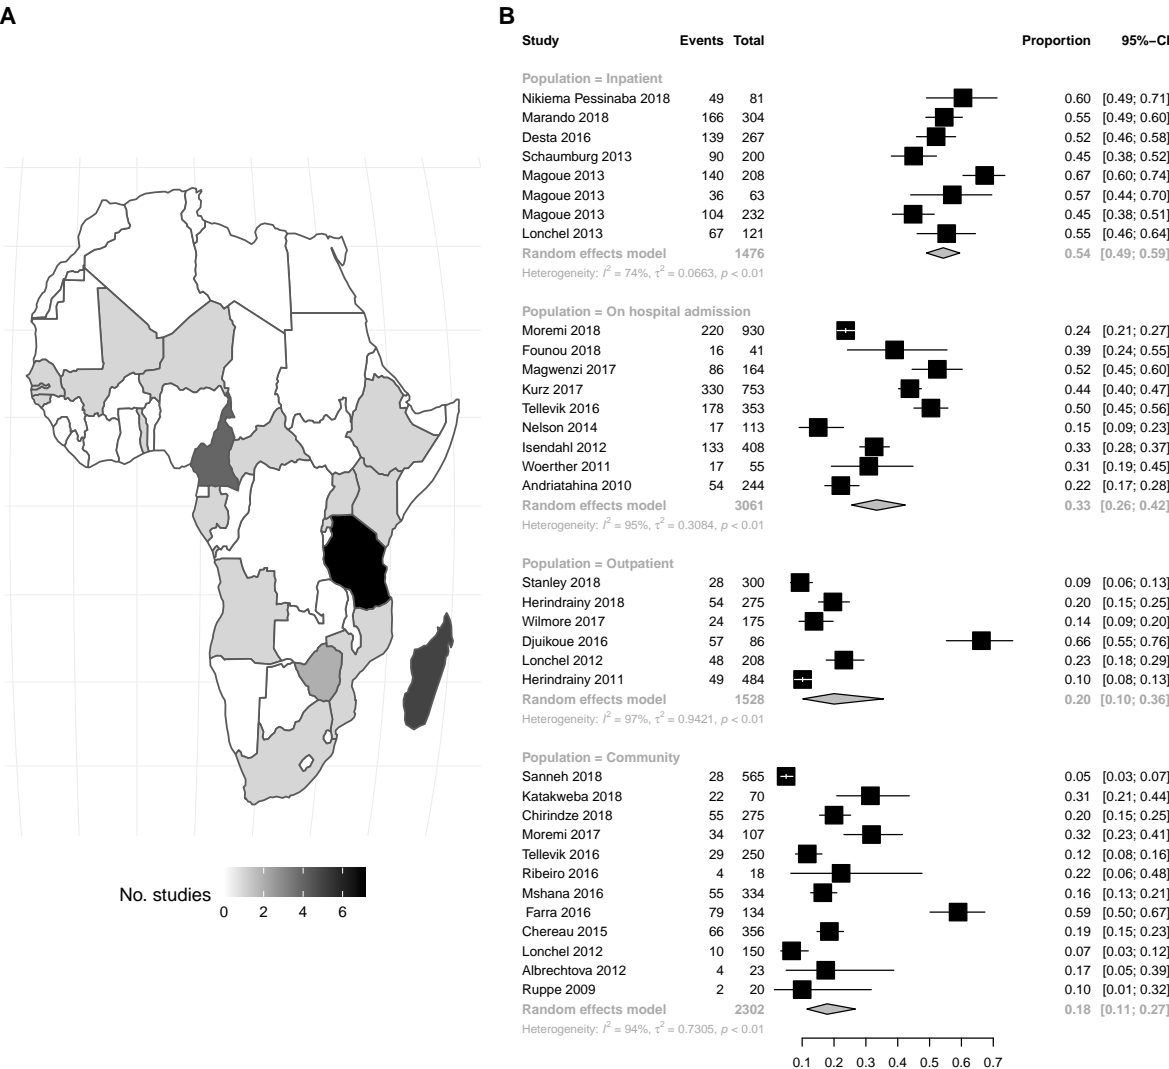 A
No. studies
0 2 4 6
B
Study Events Total Proportion 95%−CI
Population = Inpatient
Nikiema Pessinaba 2018 49 81 0.60 [0.49; 0.71]
Marando 2018 166 304 0.55 [0.49; 0.60]
Desta 2016 139 267 0.52 [0.46; 0.58]
Schaumburg 2013 90 200 0.45 [0.38; 0.52]
Magoue 2013 140 208 0.67 [0.60; 0.74]
Magoue 2013 36 63 0.57 [0.44; 0.70]
Magoue 2013 104 232 0.45 [0.38; 0.51]
Lonchel 2013 67 121 0.55 [0.46; 0.64]
Random effects model 1476 0.54 [0.49; 0.59]
Heterogeneity: I² = 74%, τ² = 0.0663, p < 0.01
Population = On hospital admission
Moremi 2018 220 930 0.24 [0.21; 0.27]
Founou 2018 16 41 0.39 [0.24; 0.55]
Magwenzi 2017 86 164 0.52 [0.45; 0.60]
Kurz 2017 330 753 0.44 [0.40; 0.47]
Tellevik 2016 178 353 0.50 [0.45; 0.56]
Nelson 2014 17 113 0.15 [0.09; 0.23]
Isendahl 2012 133 408 0.33 [0.28; 0.37]
Woerther 2011 17 55 0.31 [0.19; 0.45]
Andriatahina 2010 54 244 0.22 [0.17; 0.28]
Random effects model 3061 0.33 [0.26; 0.42]
Heterogeneity: I² = 95%, τ² = 0.3084, p < 0.01
Population = Outpatient
Stanley 2018 28 300 0.09 [0.06; 0.13]
Herindrainy 2018 54 275 0.20 [0.15; 0.25]
Wilmore 2017 24 175 0.14 [0.09; 0.20]
Djuikoue 2016 57 86 0.66 [0.55; 0.76]
Lonchel 2012 48 208 0.23 [0.18; 0.29]
Herindrainy 2011 49 484 0.10 [0.08; 0.13]
Random effects model 1528 0.20 [0.10; 0.36]
Heterogeneity: I² = 97%, τ² = 0.9421, p < 0.01
Population = Community
Sanneh 2018 28 565 0.05 [0.03; 0.07]
Katakweba 2018 22 70 0.31 [0.21; 0.44]
Chirindze 2018 55 275 0.20 [0.15; 0.25]
Moremi 2017 34 107 0.32 [0.23; 0.41]
Tellevik 2016 29 250 0.12 [0.08; 0.16]
Ribeiro 2016 4 18 0.22 [0.06; 0.48]
Mshana 2016 55 334 0.16 [0.13; 0.21]
Farra 2016 79 134 0.59 [0.50; 0.67]
Chereau 2015 66 356 0.19 [0.15; 0.23]
Lonchel 2012 10 150 0.07 [0.03; 0.12]
Albrechtova 2012 4 23 0.17 [0.05; 0.39]
Ruppe 2009 2 20 0.10 [0.01; 0.32]
Random effects model 2302 0.18 [0.11; 0.27]
Heterogeneity: I² = 94%, τ² = 0.7305, p < 0.01
0.1 0.2 0.3 0.4 0.5 0.6 0.7